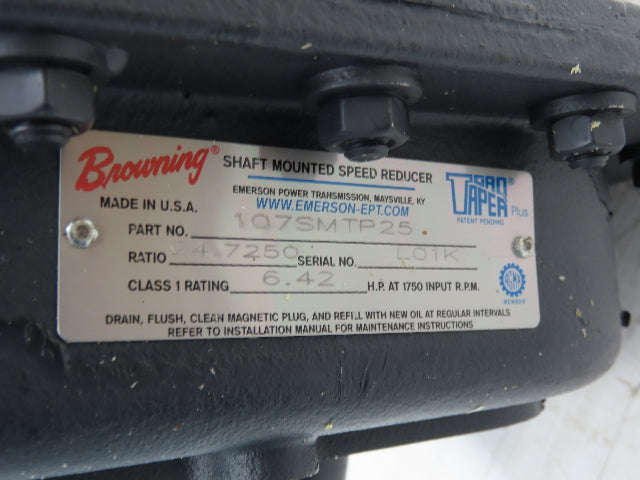 Browning® SHAFT MOUNTED SPEED REDUCER
EMERSON POWER TRANSMISSION, MAYSVILLE, KY
MADE IN U.S.A. WWW.EMERSON-EPT.COM
TORQ TAPER® Plus
PATENT PENDING
PART NO. 107SMTP25
RATIO 24.7250 SERIAL NO. L01K
CLASS 1 RATING 6.42 H.P. AT 1750 INPUT R.P.M.
AGMA
MEMBER
DRAIN, FLUSH, CLEAN MAGNETIC PLUG, AND REFILL WITH NEW OIL AT REGULAR INTERVALS
REFER TO INSTALLATION MANUAL FOR MAINTENANCE INSTRUCTIONS